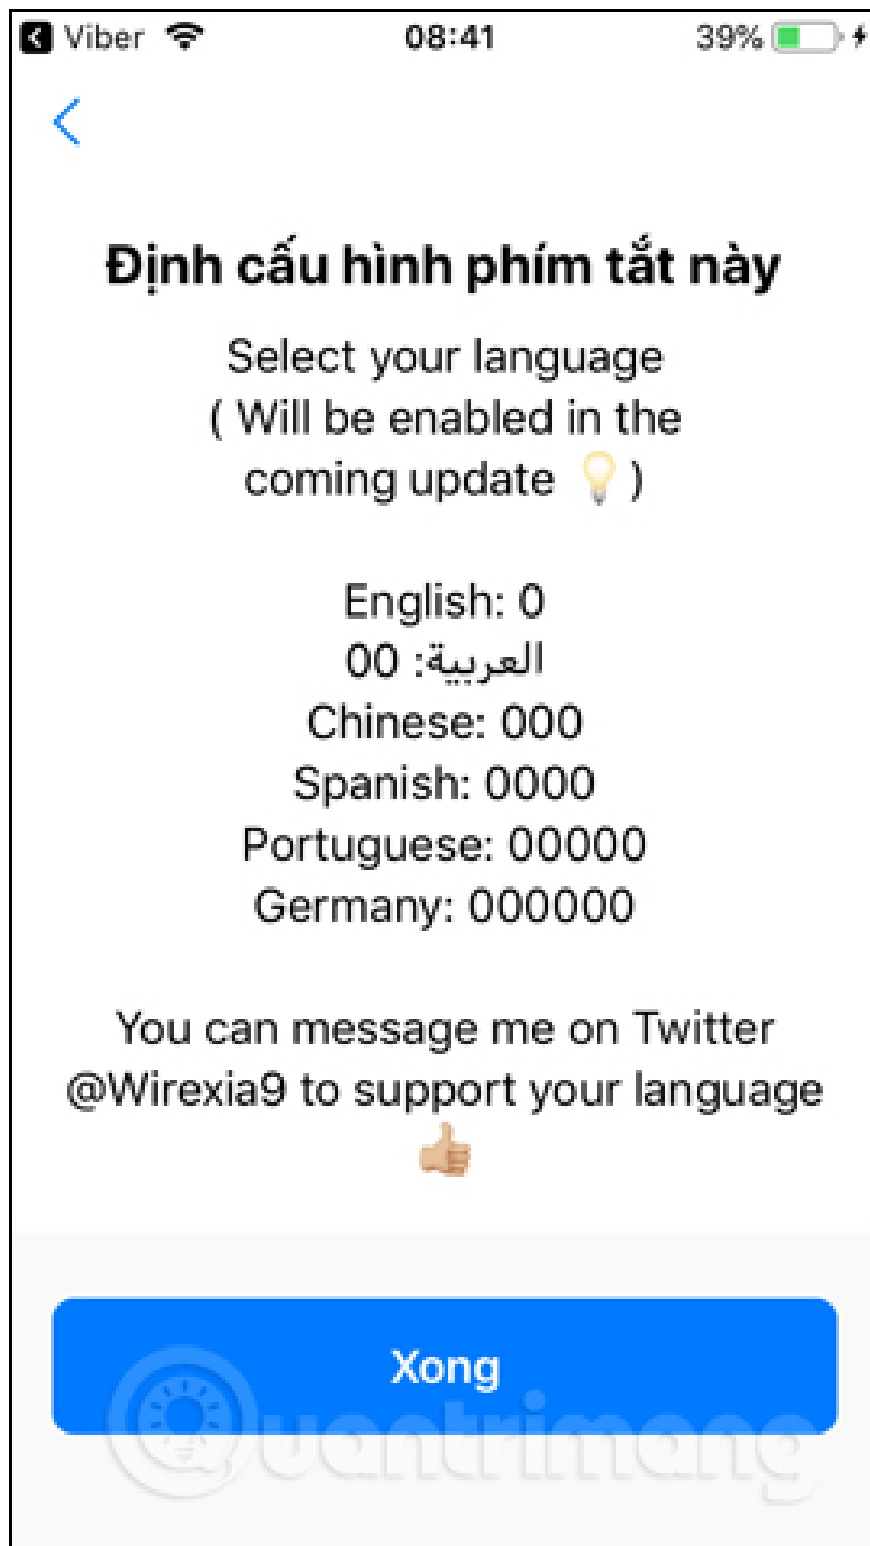 Viber 08:41 39%
Định cấu hình phím tắt này
Select your language
( Will be enabled in the
coming update 💡 )
English: 0
العربية: 00
Chinese: 000
Spanish: 0000
Portuguese: 00000
Germany: 000000
You can message me on Twitter
@Wirexia9 to support your language
👍🏼
Xong
Quantrimang